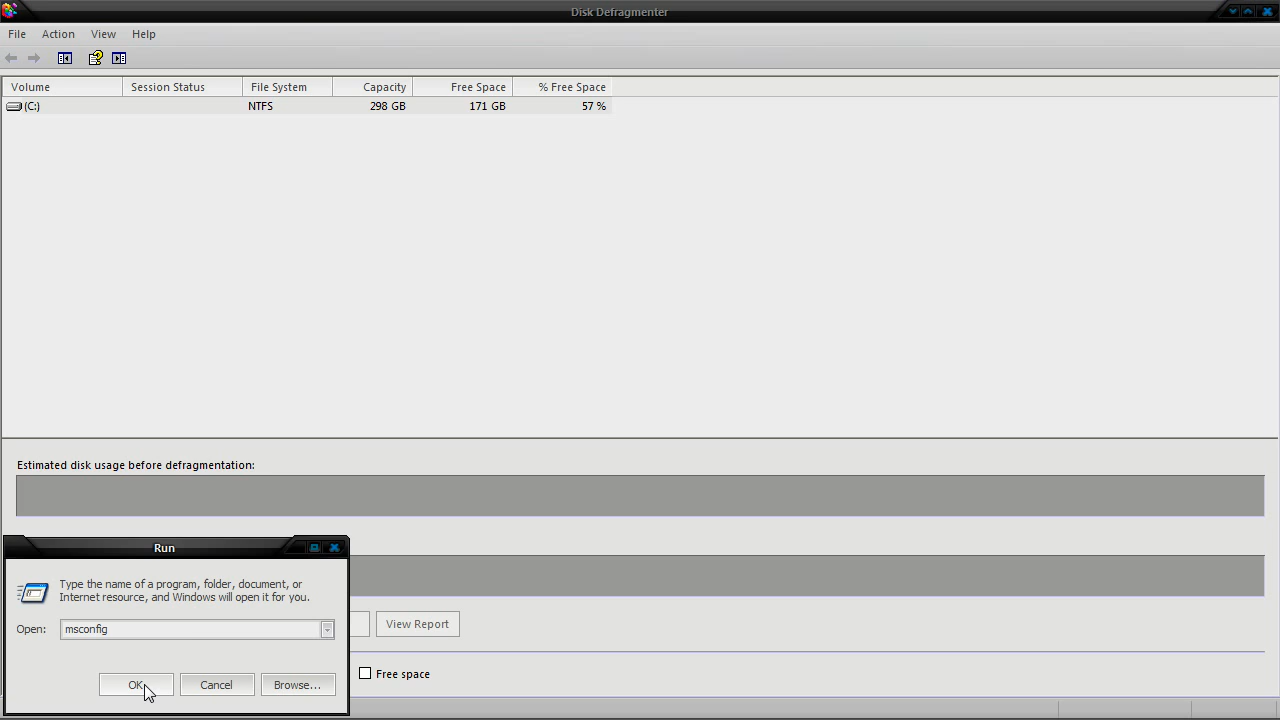 Disk Defragmenter
File Action View Help
Volume Session Status File System Capacity Free Space % Free Space
(C:) NTFS 298 GB 171 GB 57 %
Estimated disk usage before defragmentation:
Run
Type the name of a program, folder, document, or
Internet resource, and Windows will open it for you.
Open: msconfig
View Report
Free space
OK Cancel Browse...